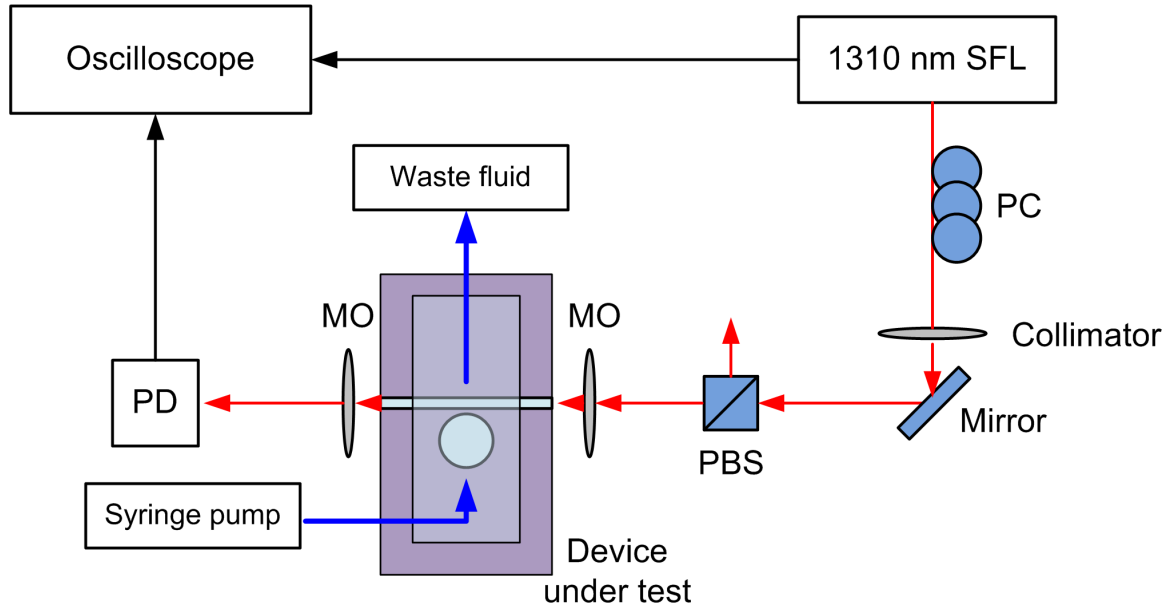 Oscilloscope
1310 nm SFL
Waste fluid
PC
MO
MO
Collimator
PD
PBS
Mirror
Syringe pump
Device
under test